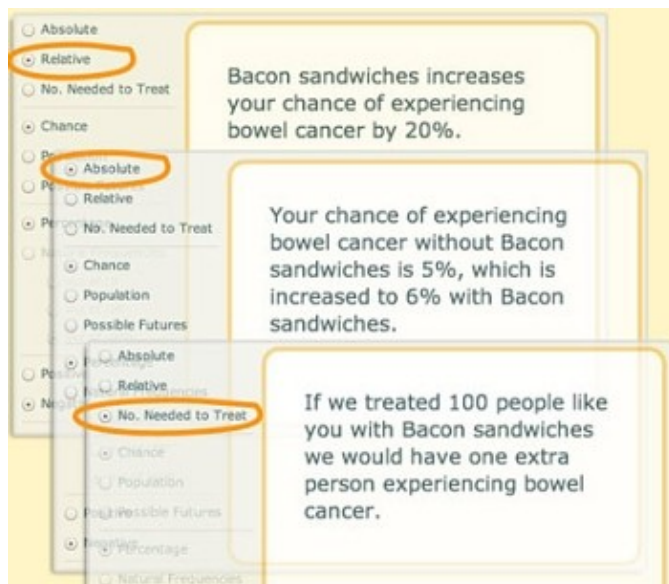 Absolute
Relative
No. Needed to Treat
Chance
Bacon sandwiches increases
your chance of experiencing
bowel cancer by 20%.
Absolute
Relative
No. Needed to Treat
Chance
Population
Possible Futures
Your chance of experiencing
bowel cancer without Bacon
sandwiches is 5%, which is
increased to 6% with Bacon
sandwiches.
Absolute
Relative
No. Needed to Treat
Chance
Population
Possible Futures
Percentage
Natural Frequencies
If we treated 100 people like
you with Bacon sandwiches
we would have one extra
person experiencing bowel
cancer.